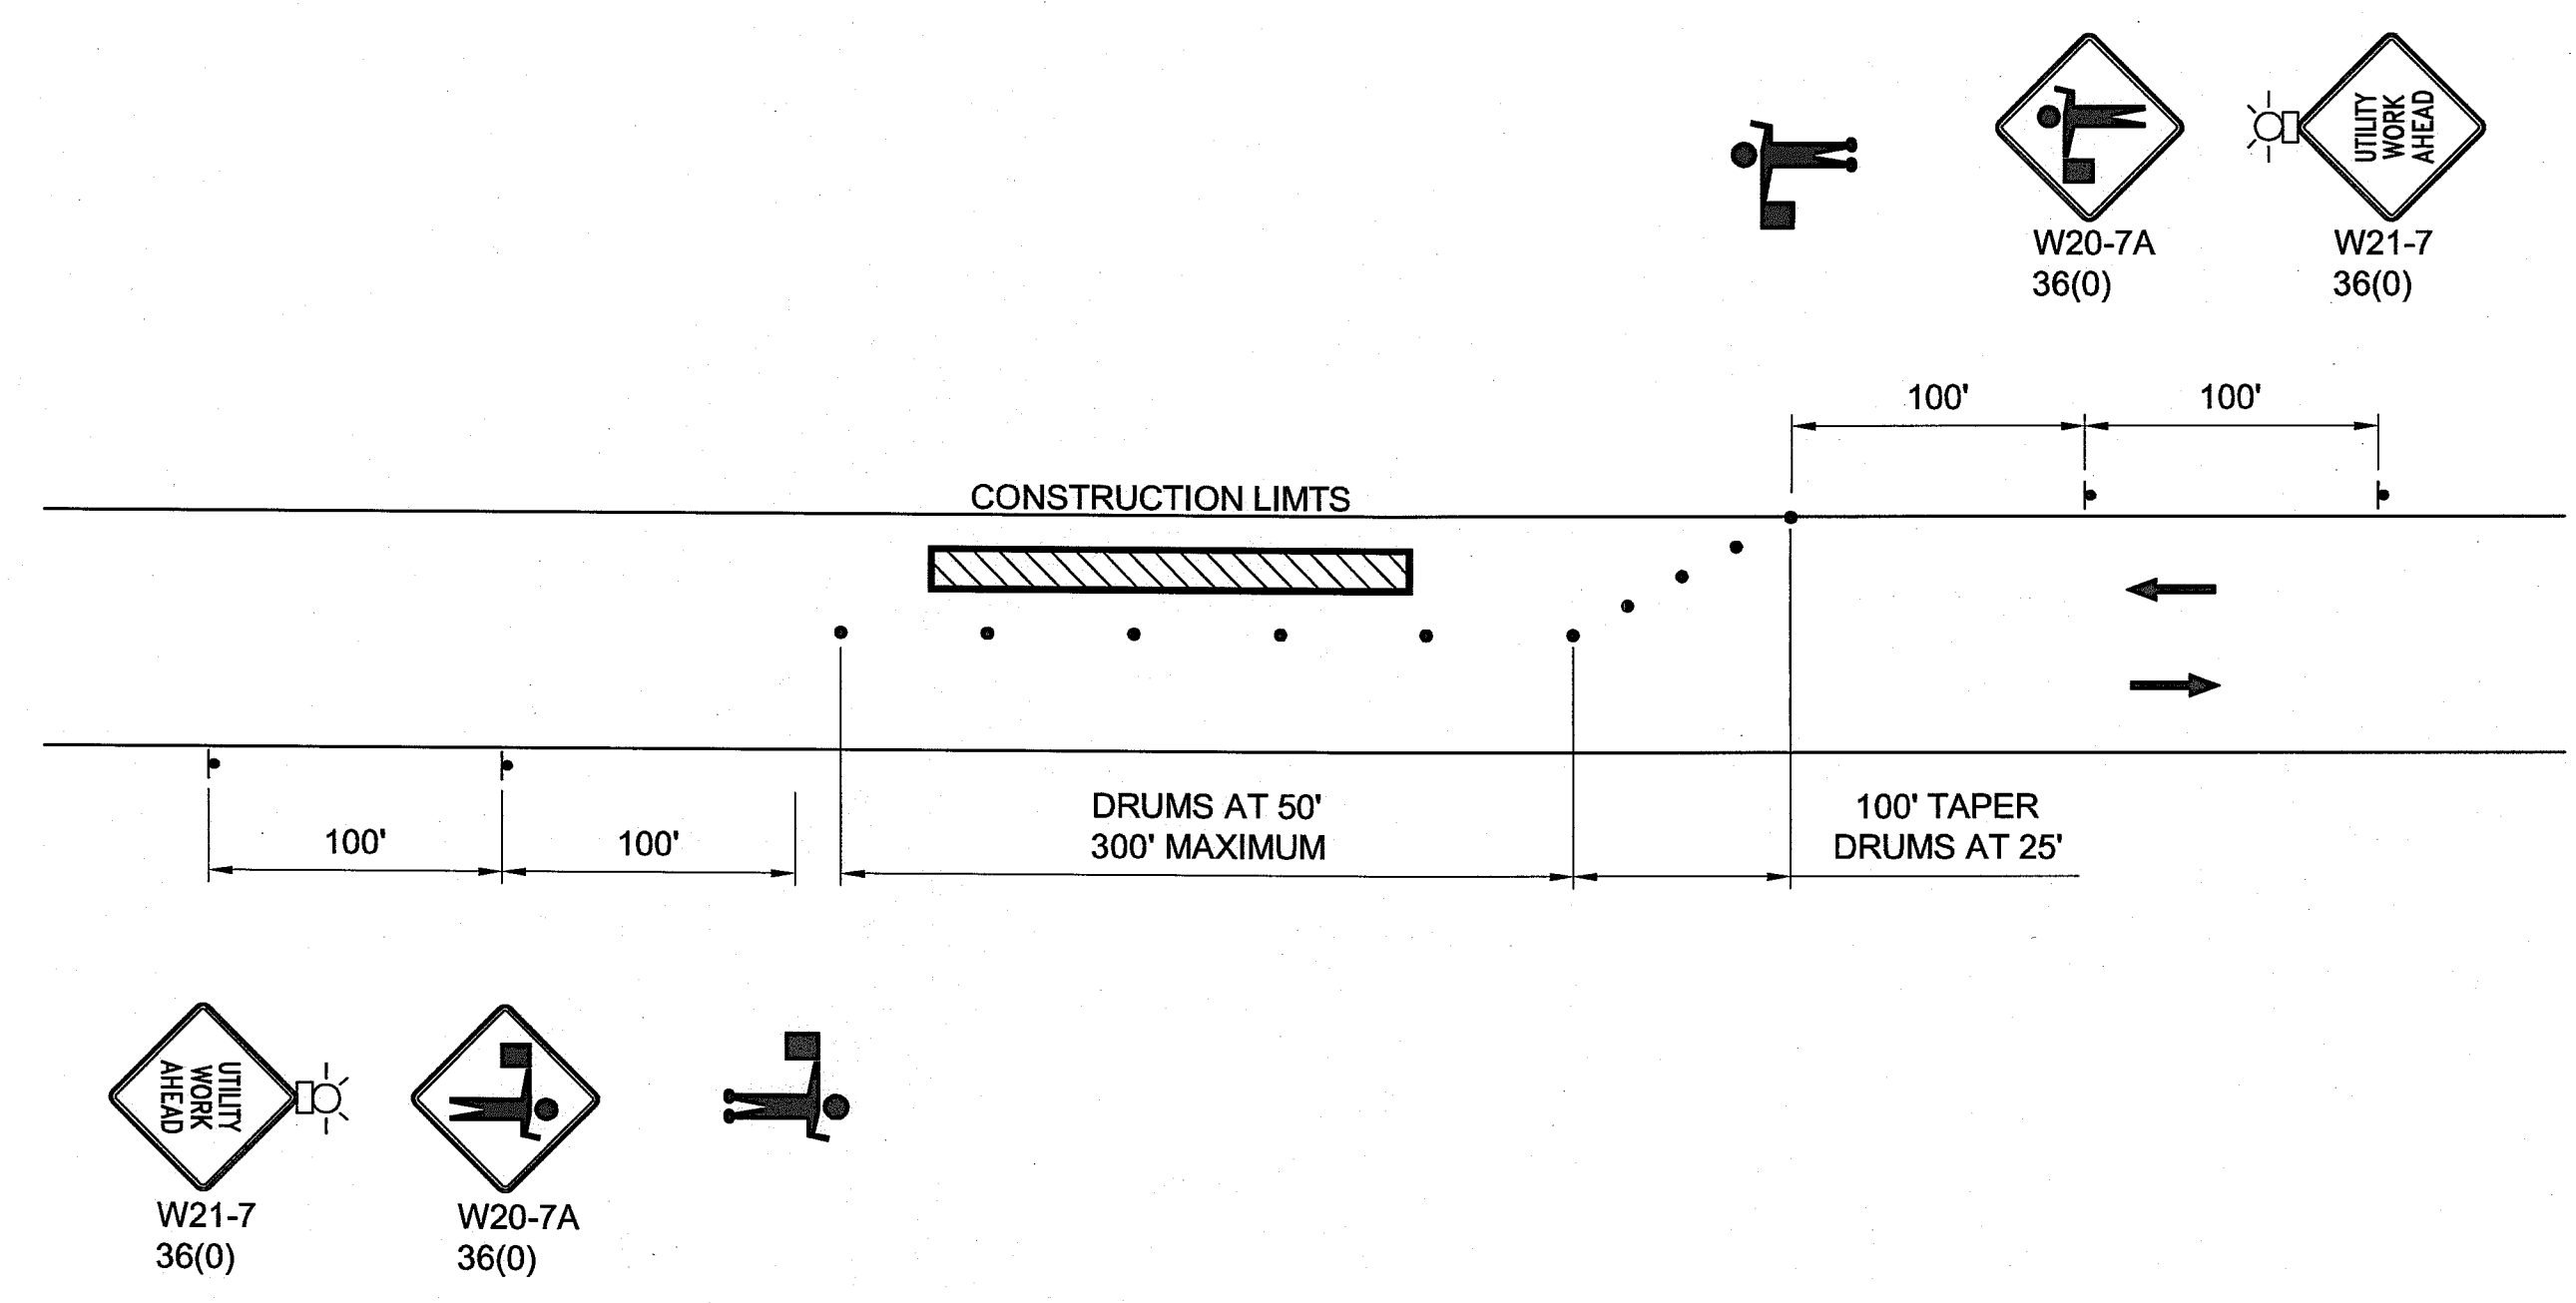 UTILITY
WORK
AHEAD
W20-7A
36(0)
W21-7
36(0)
100'
100'
CONSTRUCTION LIMTS
DRUMS AT 50'
300' MAXIMUM
100' TAPER
DRUMS AT 25'
100'
100'
UTILITY
WORK
AHEAD
W21-7
36(0)
W20-7A
36(0)